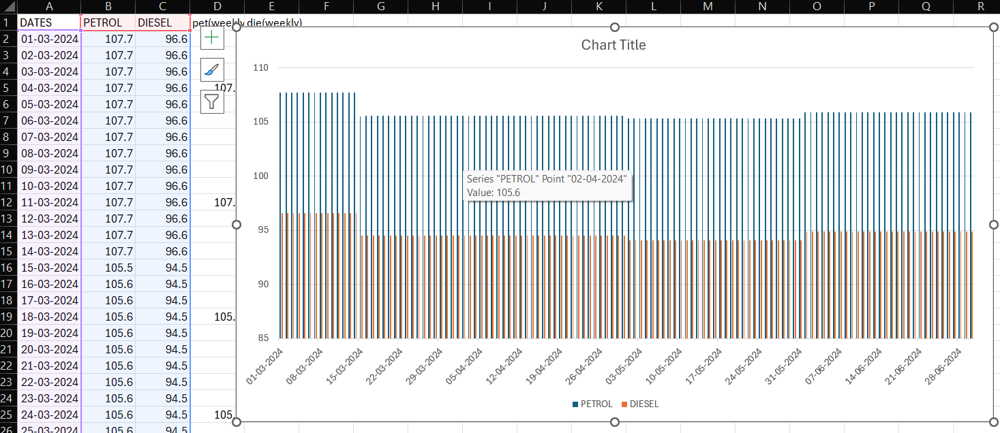 A B C D E F G H I J K L M N O P Q R
1 DATES PETROL DIESEL pet(weekly die(weekly)
2 01-03-2024 107.7 96.6
3 02-03-2024 107.7 96.6
4 03-03-2024 107.7 96.6
5 04-03-2024 107.7 96.6 107.
6 05-03-2024 107.7 96.6
7 06-03-2024 107.7 96.6
8 07-03-2024 107.7 96.6
9 08-03-2024 107.7 96.6
10 09-03-2024 107.7 96.6
11 10-03-2024 107.7 96.6
12 11-03-2024 107.7 96.6 107.
13 12-03-2024 107.7 96.6
14 13-03-2024 107.7 96.6
15 14-03-2024 107.7 96.6
16 15-03-2024 105.5 94.5
17 16-03-2024 105.6 94.5
18 17-03-2024 105.6 94.5
19 18-03-2024 105.6 94.5 105.
20 19-03-2024 105.6 94.5
21 20-03-2024 105.6 94.5
22 21-03-2024 105.6 94.5
23 22-03-2024 105.6 94.5
24 23-03-2024 105.6 94.5
25 24-03-2024 105.6 94.5 105.
26 25-03-2024 105.6 94.5
Chart Title
110
105
100
95
90
85
Series "PETROL" Point "02-04-2024"
Value: 105.6
01-03-2024 08-03-2024 15-03-2024 22-03-2024 29-03-2024 05-04-2024 12-04-2024 19-04-2024 26-04-2024 03-05-2024 10-05-2024 17-05-2024 24-05-2024 31-05-2024 07-06-2024 14-06-2024 21-06-2024 28-06-2024
PETROL DIESEL